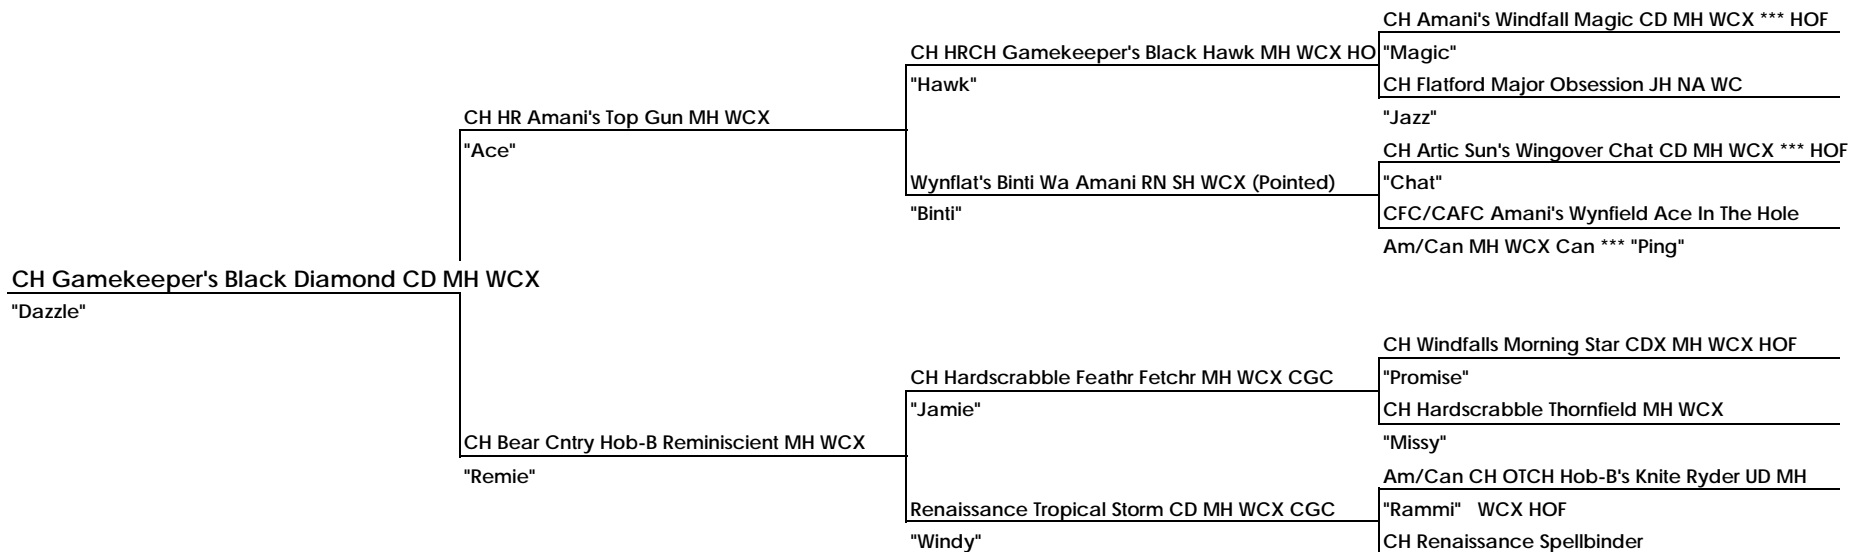 CH Amani's Windfall Magic CD MH WCX *** HOF
CH HRCH Gamekeeper's Black Hawk MH WCX HO
"Magic"
"Hawk"
CH Flatford Major Obsession JH NA WC
CH HR Amani's Top Gun MH WCX
"Jazz"
"Ace"
CH Artic Sun's Wingover Chat CD MH WCX *** HOF
Wynflat's Binti Wa Amani RN SH WCX (Pointed)
"Chat"
"Binti"
CFC/CAFC Amani's Wynfield Ace In The Hole
Am/Can MH WCX Can *** "Ping"
CH Gamekeeper's Black Diamond CD MH WCX
"Dazzle"
CH Windfalls Morning Star CDX MH WCX HOF
CH Hardscrabble Feathr Fetchr MH WCX CGC
"Promise"
"Jamie"
CH Hardscrabble Thornfield MH WCX
CH Bear Cntry Hob-B Reminiscient MH WCX
"Missy"
"Remie"
Am/Can CH OTCH Hob-B's Knite Ryder UD MH
Renaissance Tropical Storm CD MH WCX CGC
"Rammi" WCX HOF
"Windy"
CH Renaissance Spellbinder